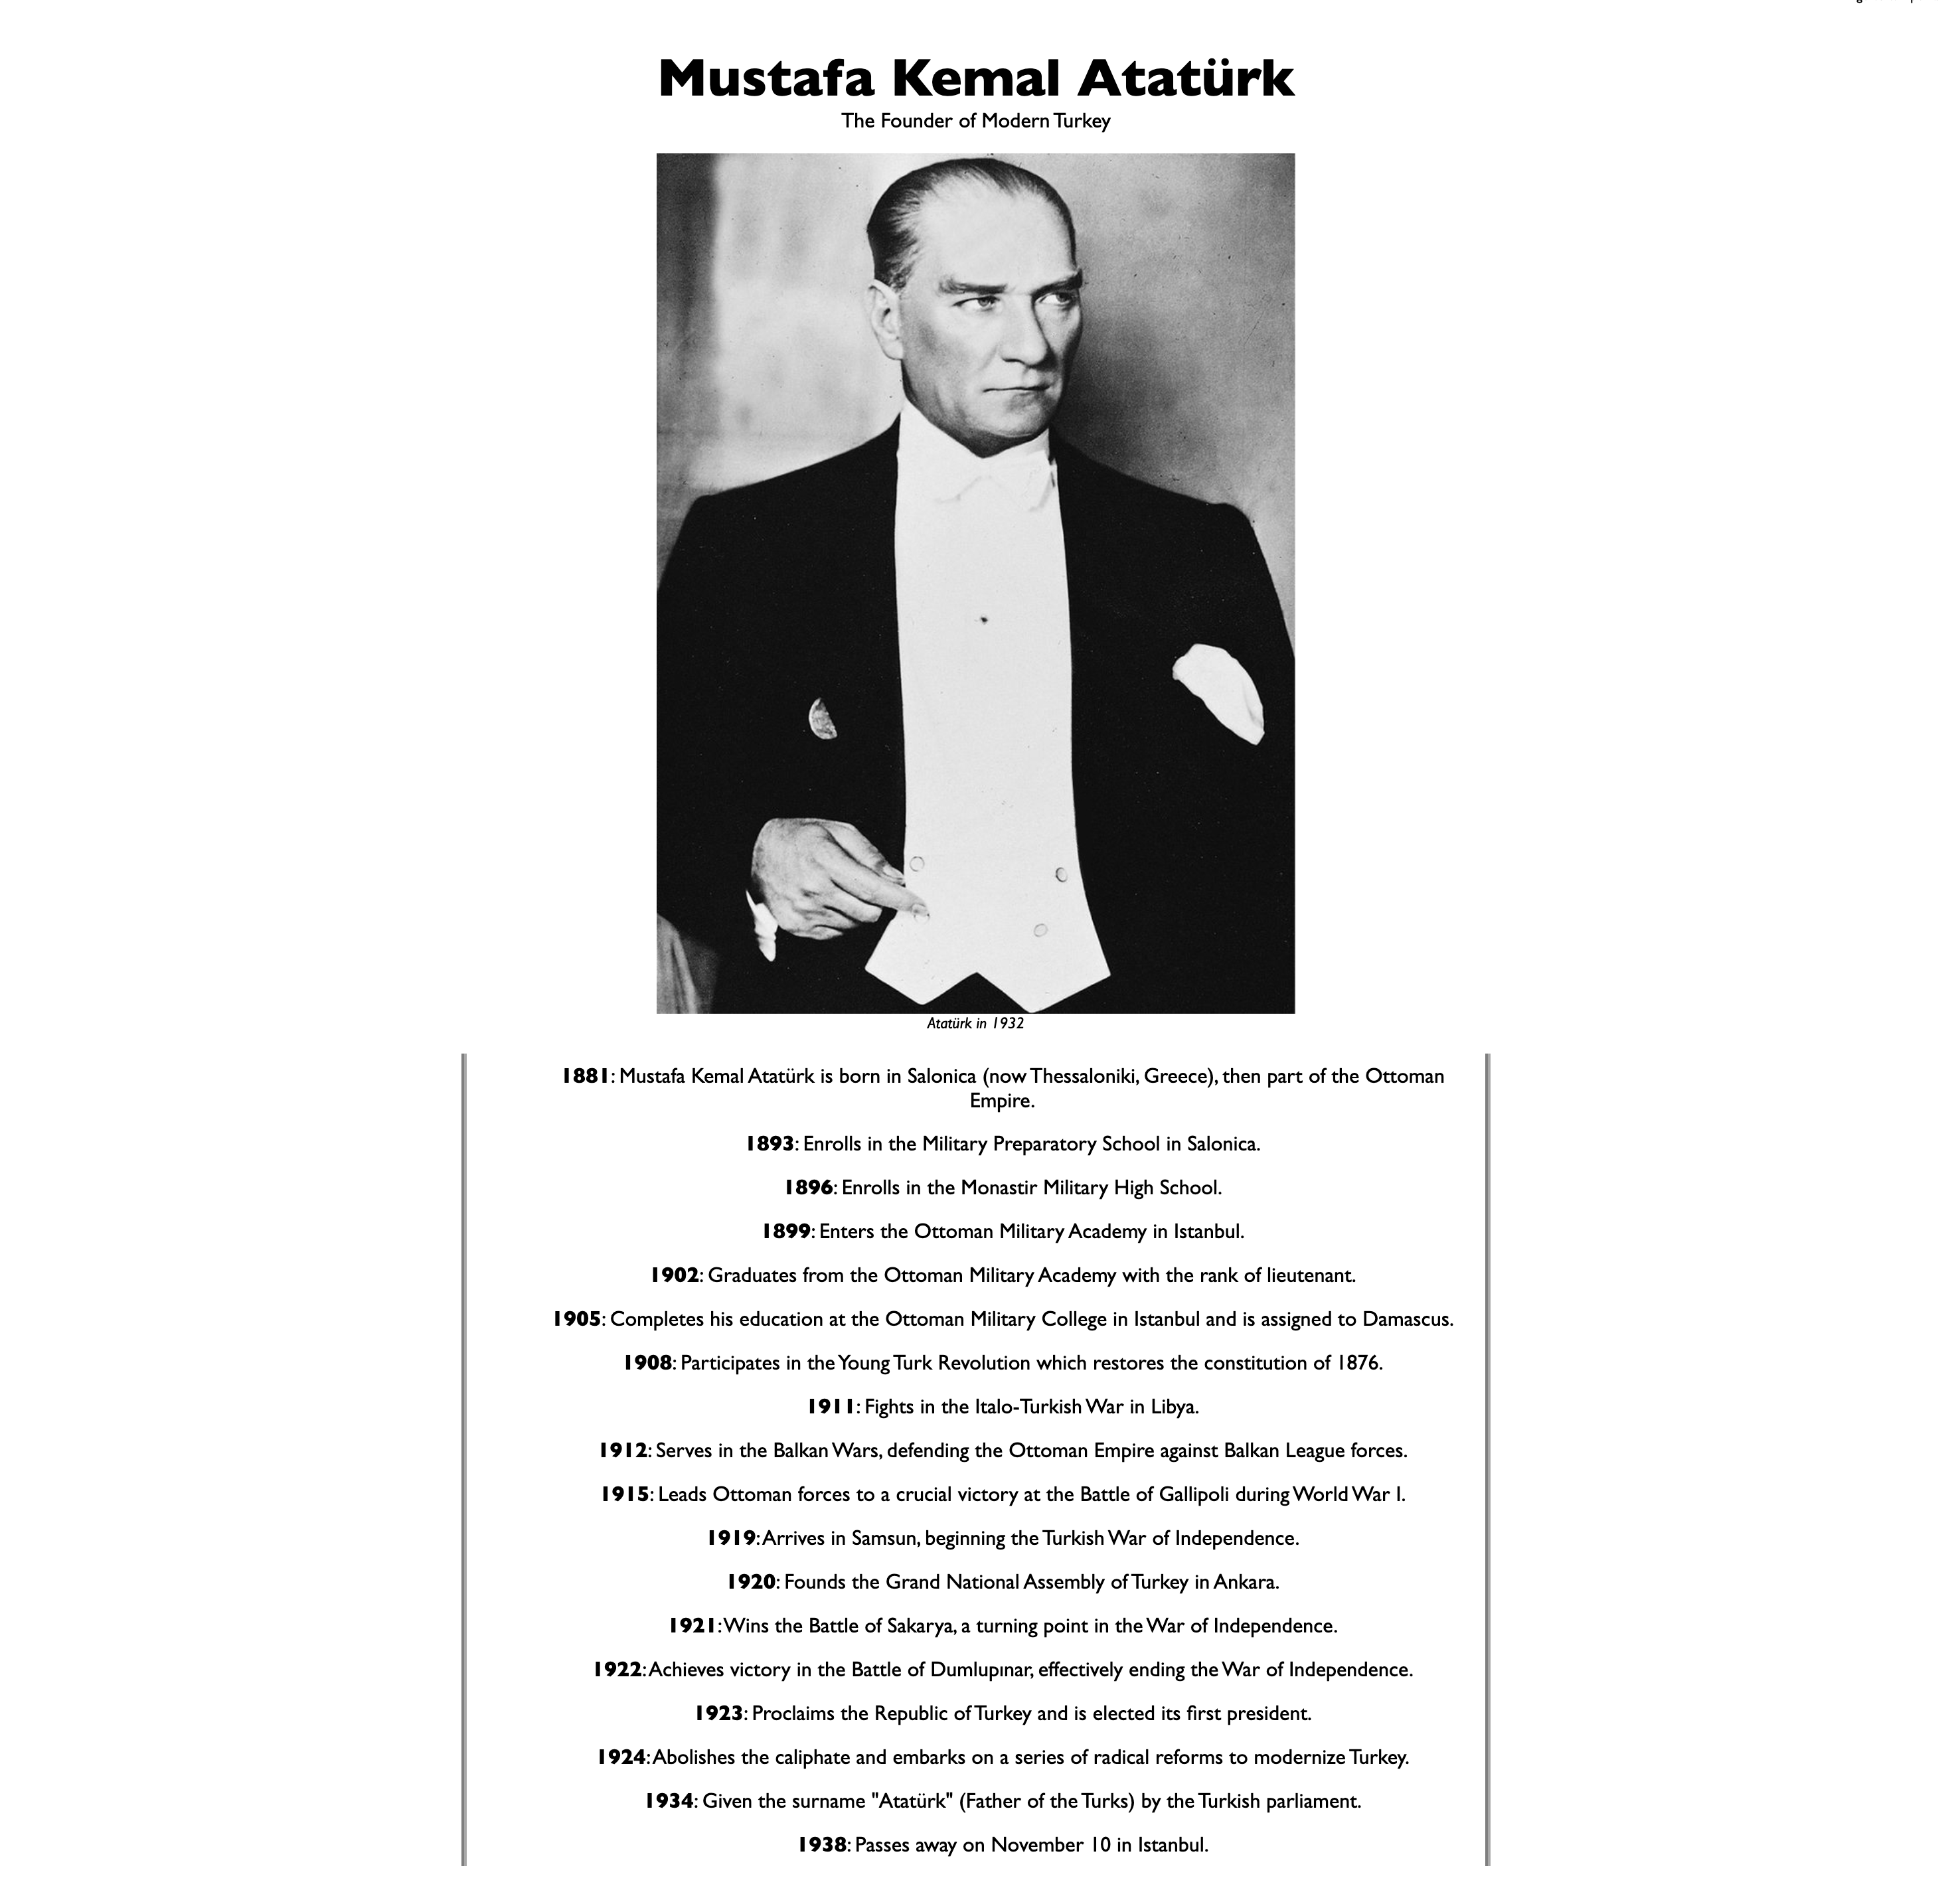 Mustafa Kemal Atatürk
The Founder of Modern Turkey
Atatürk in 1932
1881: Mustafa Kemal Atatürk is born in Salonica (now Thessaloniki, Greece), then part of the Ottoman
Empire.
1893: Enrolls in the Military Preparatory School in Salonica.
1896: Enrolls in the Monastir Military High School.
1899: Enters the Ottoman Military Academy in Istanbul.
1902: Graduates from the Ottoman Military Academy with the rank of lieutenant.
1905: Completes his education at the Ottoman Military College in Istanbul and is assigned to Damascus.
1908: Participates in the Young Turk Revolution which restores the constitution of 1876.
1911: Fights in the Italo-Turkish War in Libya.
1912: Serves in the Balkan Wars, defending the Ottoman Empire against Balkan League forces.
1915: Leads Ottoman forces to a crucial victory at the Battle of Gallipoli during World War I.
1919: Arrives in Samsun, beginning the Turkish War of Independence.
1920: Founds the Grand National Assembly of Turkey in Ankara.
1921: Wins the Battle of Sakarya, a turning point in the War of Independence.
1922: Achieves victory in the Battle of Dumlupınar, effectively ending the War of Independence.
1923: Proclaims the Republic of Turkey and is elected its first president.
1924: Abolishes the caliphate and embarks on a series of radical reforms to modernize Turkey.
1934: Given the surname "Atatürk" (Father of the Turks) by the Turkish parliament.
1938: Passes away on November 10 in Istanbul.